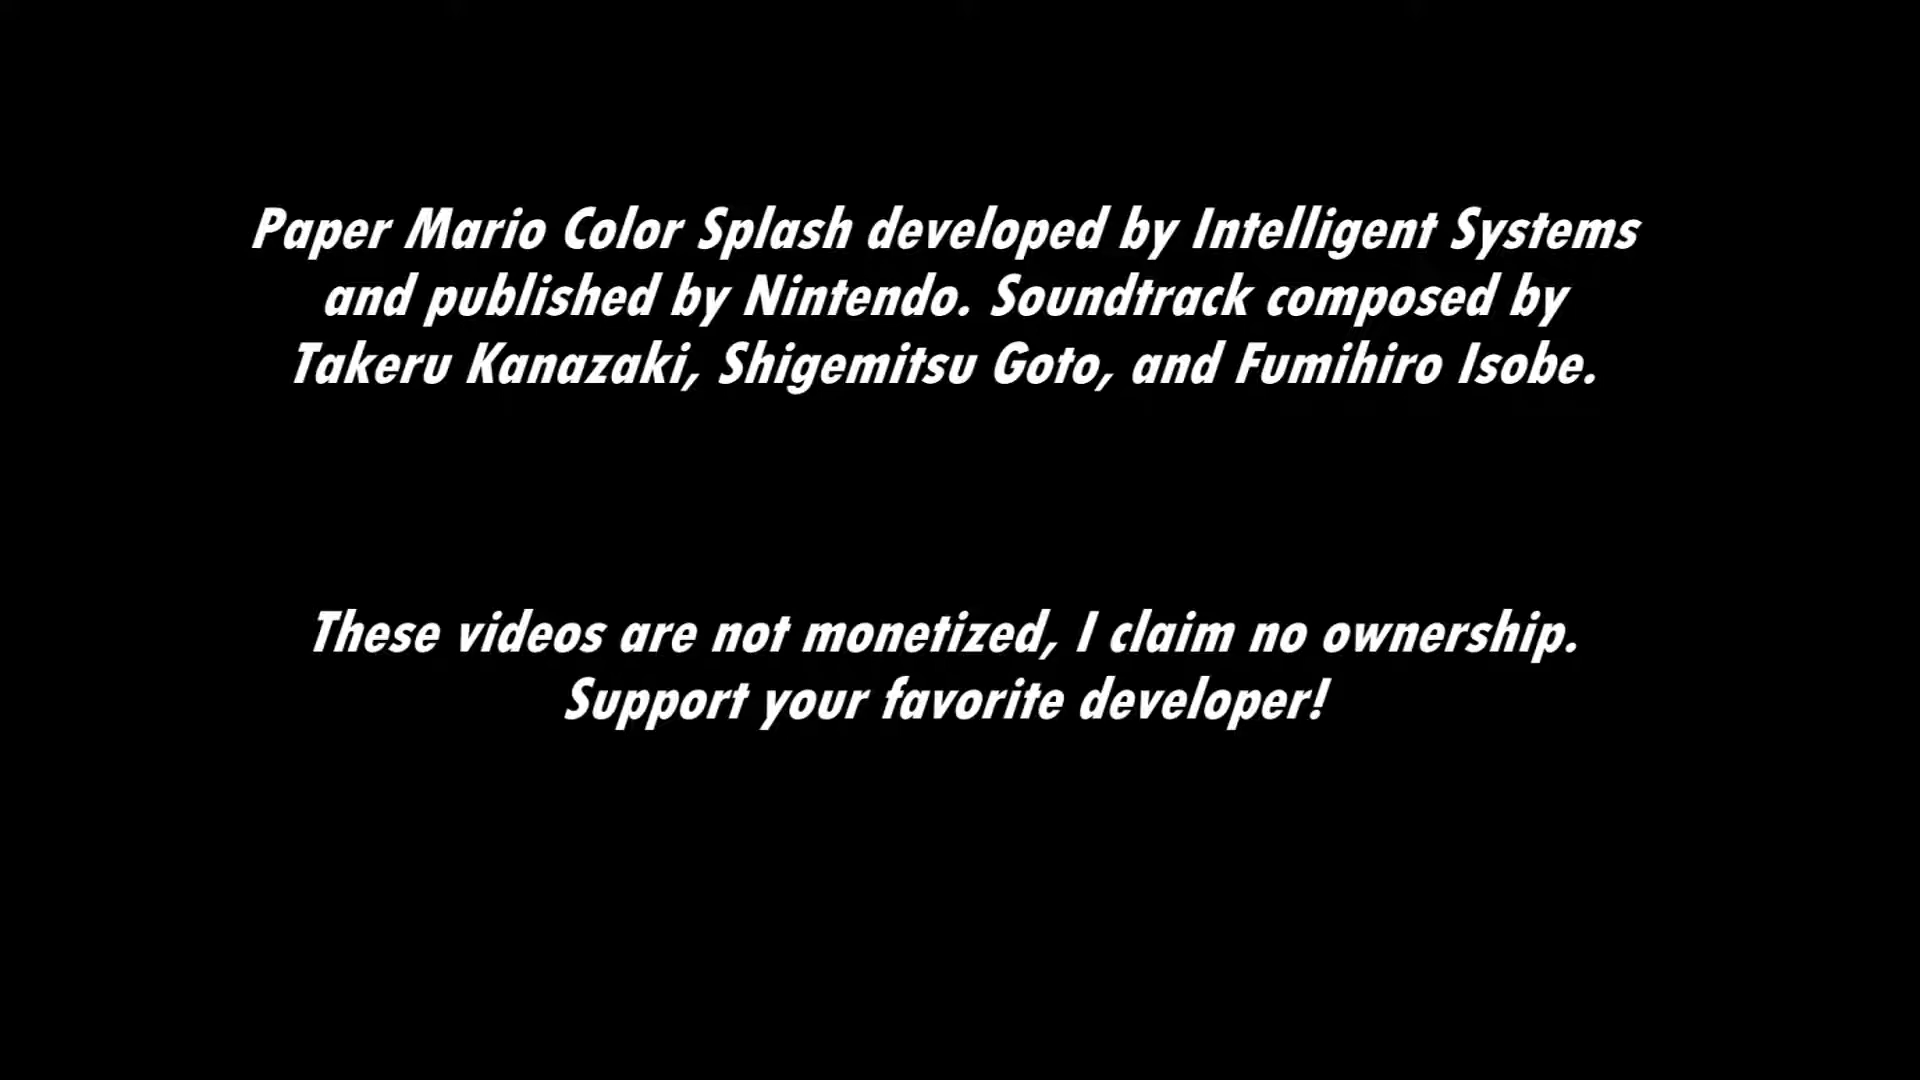 Paper Mario Color Splash developed by Intelligent Systems
and published by Nintendo. Soundtrack composed by
Takeru Kanazaki, Shigemitsu Goto, and Fumihiro Isobe.
These videos are not monetized, I claim no ownership.
Support your favorite developer!